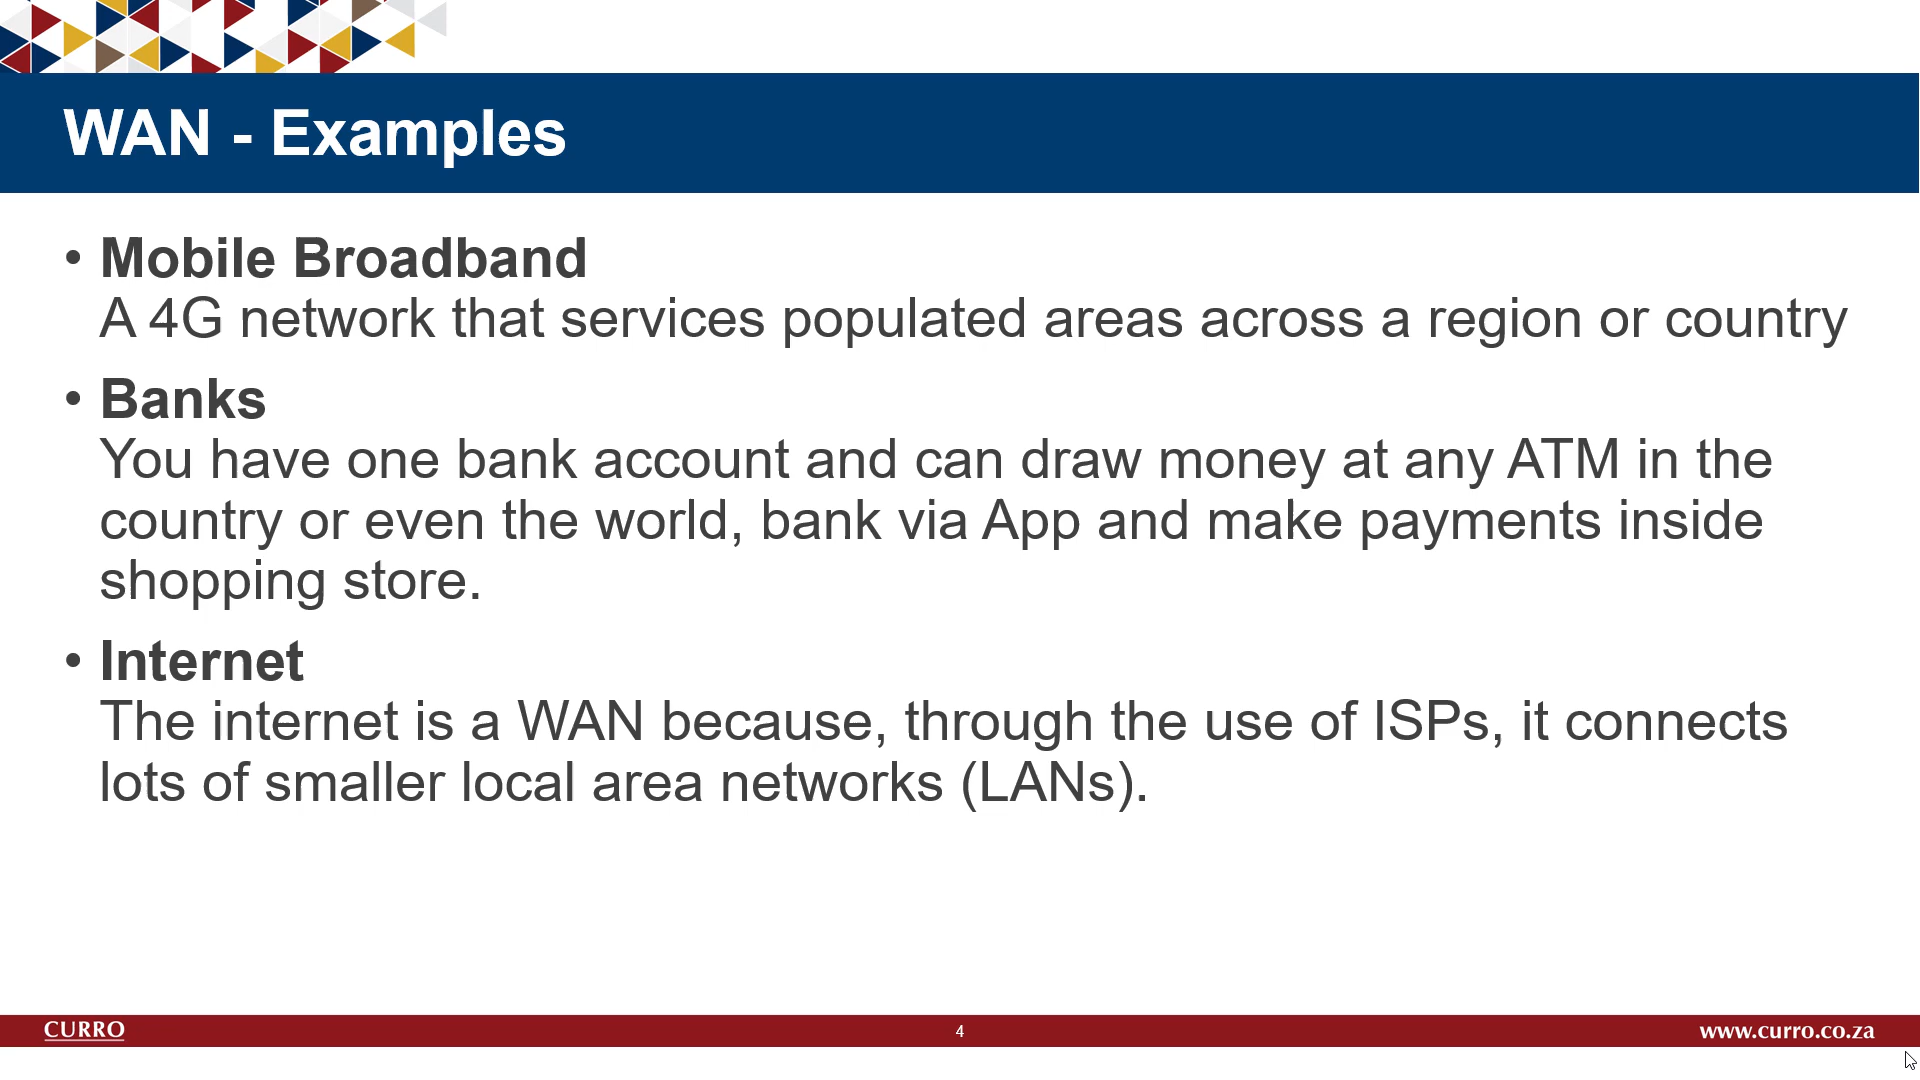 WAN - Examples
• Mobile Broadband
A 4G network that services populated areas across a region or country
• Banks
You have one bank account and can draw money at any ATM in the
country or even the world, bank via App and make payments inside
shopping store.
• Internet
The internet is a WAN because, through the use of ISPs, it connects
lots of smaller local area networks (LANs).
CURRO
4
www.curro.co.za